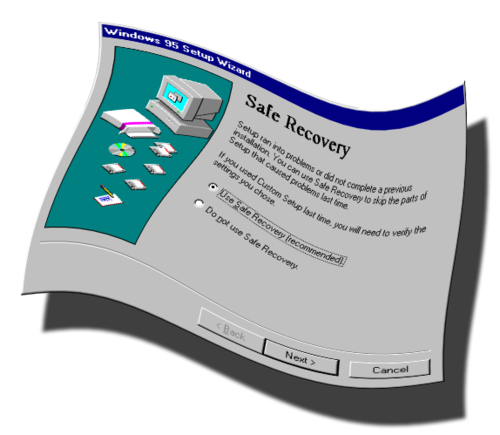 Windows 95 Setup Wizard
Safe Recovery
Setup ran into problems or did not complete a previous
installation. You can use Safe Recovery to skip the parts of
Setup that caused problems last time.
If you used Custom Setup last time, you will need to verify the
settings you chose.
Use Safe Recovery (recommended).
Do not use Safe Recovery.
< Back
Next >
Cancel